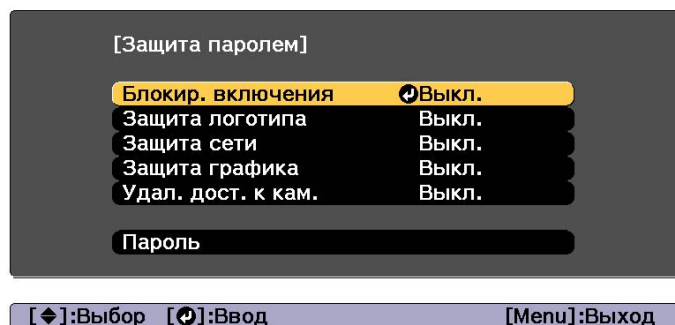 [Защита паролем]
Блокир. включения Выкл.
Защита логотипа Выкл.
Защита сети Выкл.
Защита графика Выкл.
Удал. дост. к кам. Выкл.
Пароль
[]:Выбор []:Ввод [Menu]:Выход